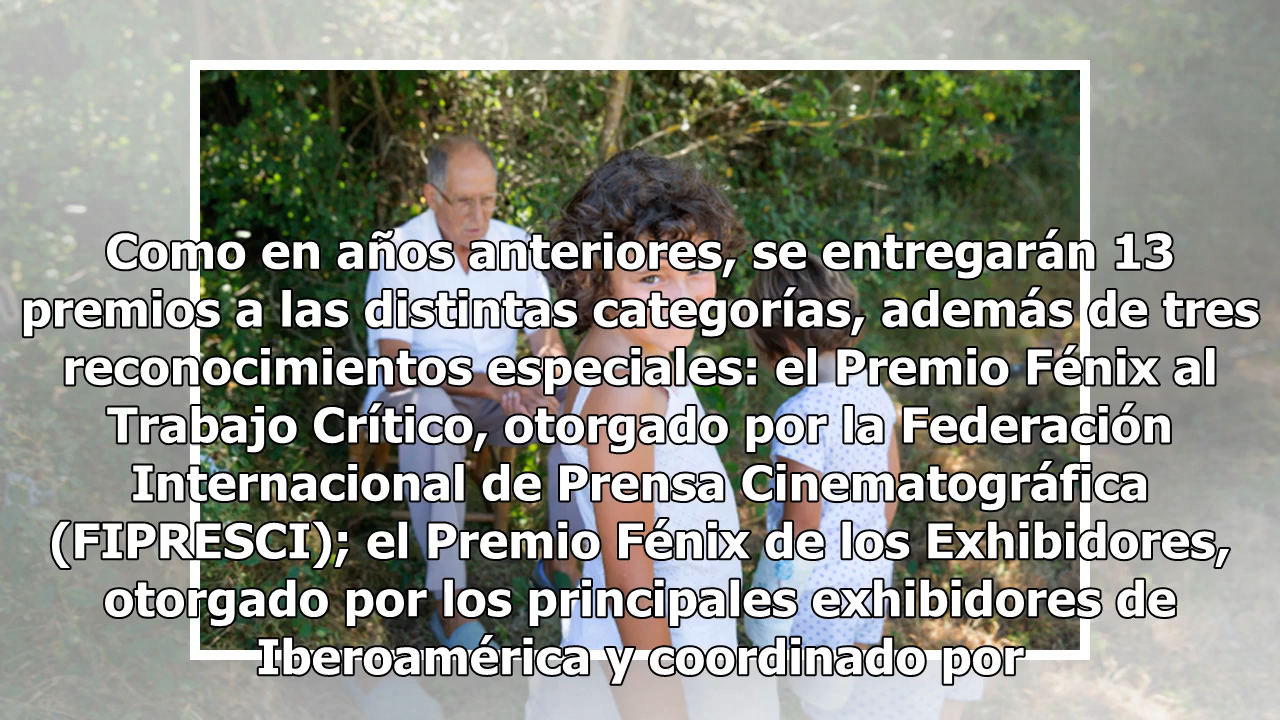 Como en años anteriores, se entregarán 13
premios a las distintas categorías, además de tres
reconocimientos especiales: el Premio Fénix al
Trabajo Crítico, otorgado por la Federación
Internacional de Prensa Cinematográfica
(FIPRESCI); el Premio Fénix de los Exhibidores,
otorgado por los principales exhibidores de
Iberoamérica y coordinado por